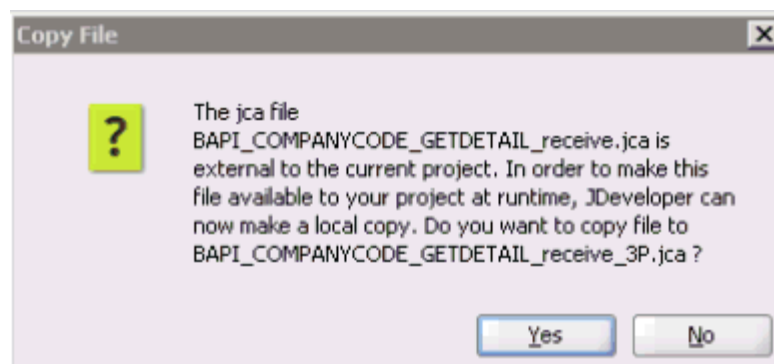 Copy File
The jca file
BAPI_COMPANYCODE_GETDETAIL_receive.jca is
external to the current project. In order to make this
file available to your project at runtime, JDeveloper can
now make a local copy. Do you want to copy file to
BAPI_COMPANYCODE_GETDETAIL_receive_3P.jca ?
Yes No